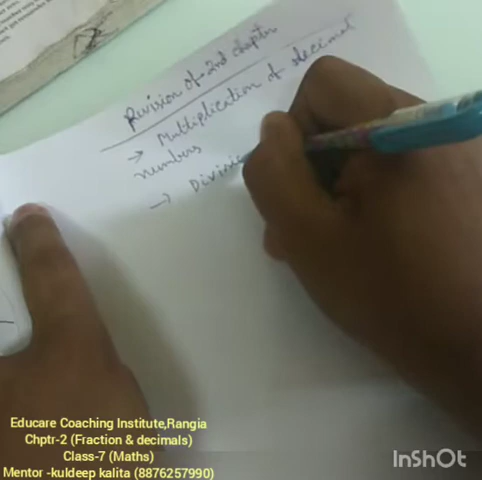 Revision of 2nd chaptr
→ Multiplication of decimal
numbers
→ Divisi
Educare Coaching Institute,Rangia
Chptr-2 (Fraction & decimals)
Class-7 (Maths)
Mentor -kuldeep kalita (8876257990)
InShOt